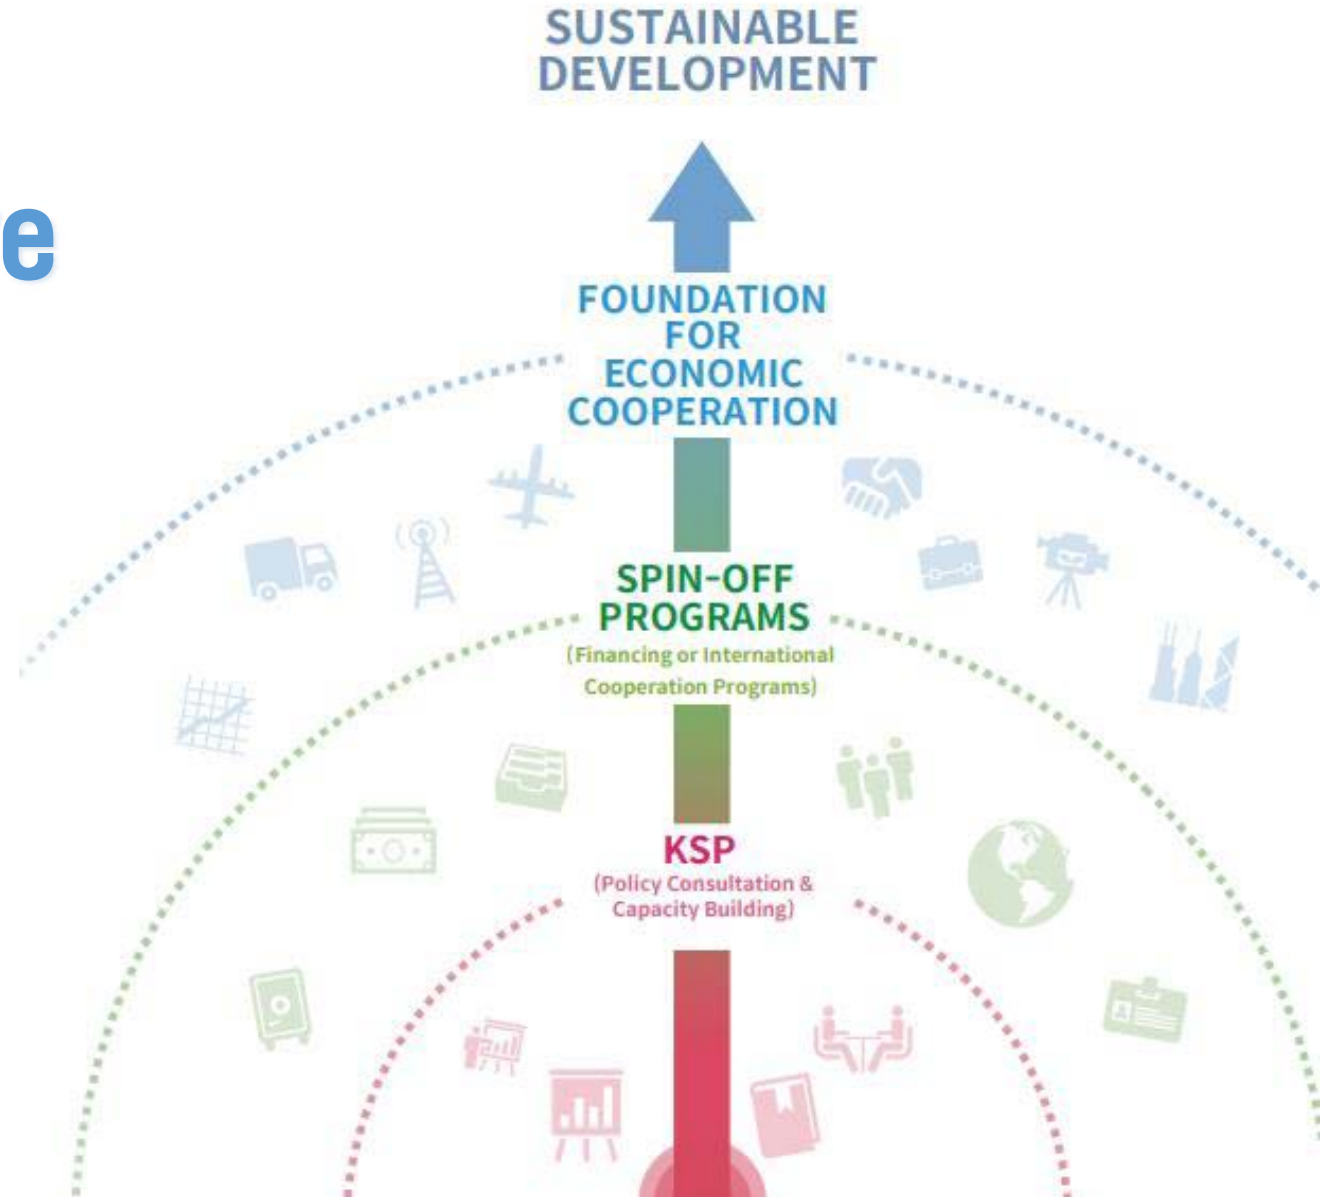 SUSTAINABLE
DEVELOPMENT
e
FOUNDATION
FOR
ECONOMIC
COOPERATION
SPIN-OFF
PROGRAMS
(Financing or International
Cooperation Programs)
KSP
(Policy Consultation &
Capacity Building)